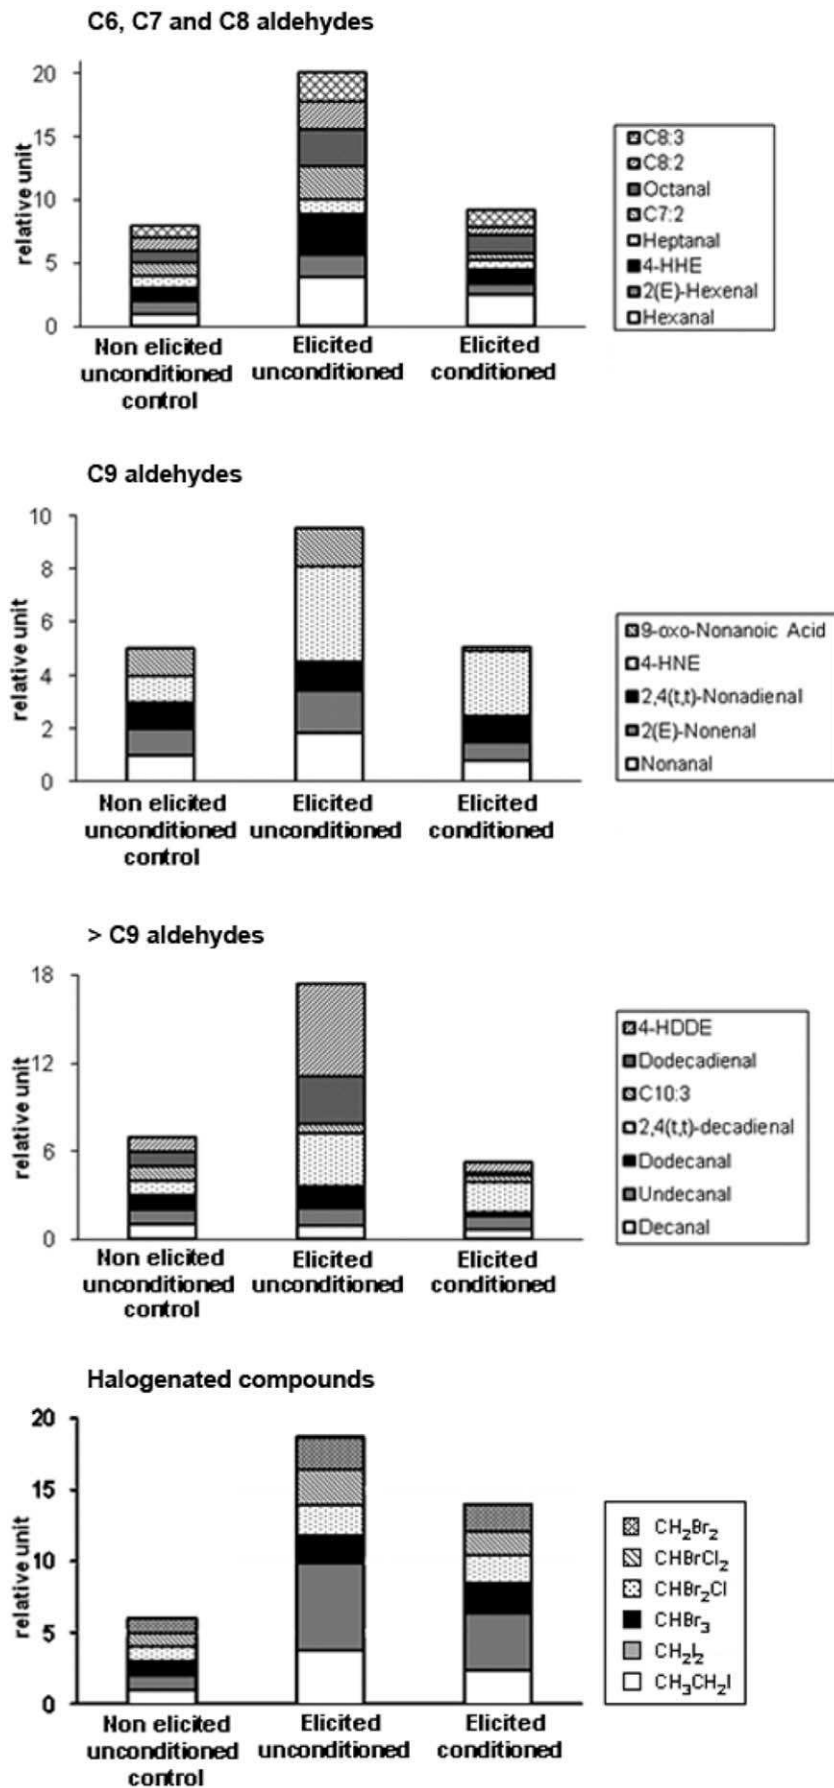 C6, C7 and C8 aldehydes
20
15
10
5
0
relative unit
Non elicited
unconditioned
control
Elicited
unconditioned
Elicited
conditioned
C8:3
C8:2
Octanal
C7:2
Heptanal
4-HHE
2(E)-Hexenal
Hexanal
C9 aldehydes
10
8
6
4
2
0
relative unit
Non elicited
unconditioned
control
Elicited
unconditioned
Elicited
conditioned
9-oxo-Nonanoic Acid
4-HNE
2,4(t,t)-Nonadienal
2(E)-Nonenal
Nonanal
> C9 aldehydes
18
12
6
0
relative unit
Non elicited
unconditioned
control
Elicited
unconditioned
Elicited
conditioned
4-HDDE
Dodecadienal
C10:3
2,4(t,t)-decadienal
Dodecanal
Undecanal
Decanal
Halogenated compounds
20
15
10
5
0
relative unit
Non elicited
unconditioned
control
Elicited
unconditioned
Elicited
conditioned
CH₂Br₂
CHBrCl₂
CHBr₂Cl
CHBr₃
CH₂I₂
CH₃CH₂I